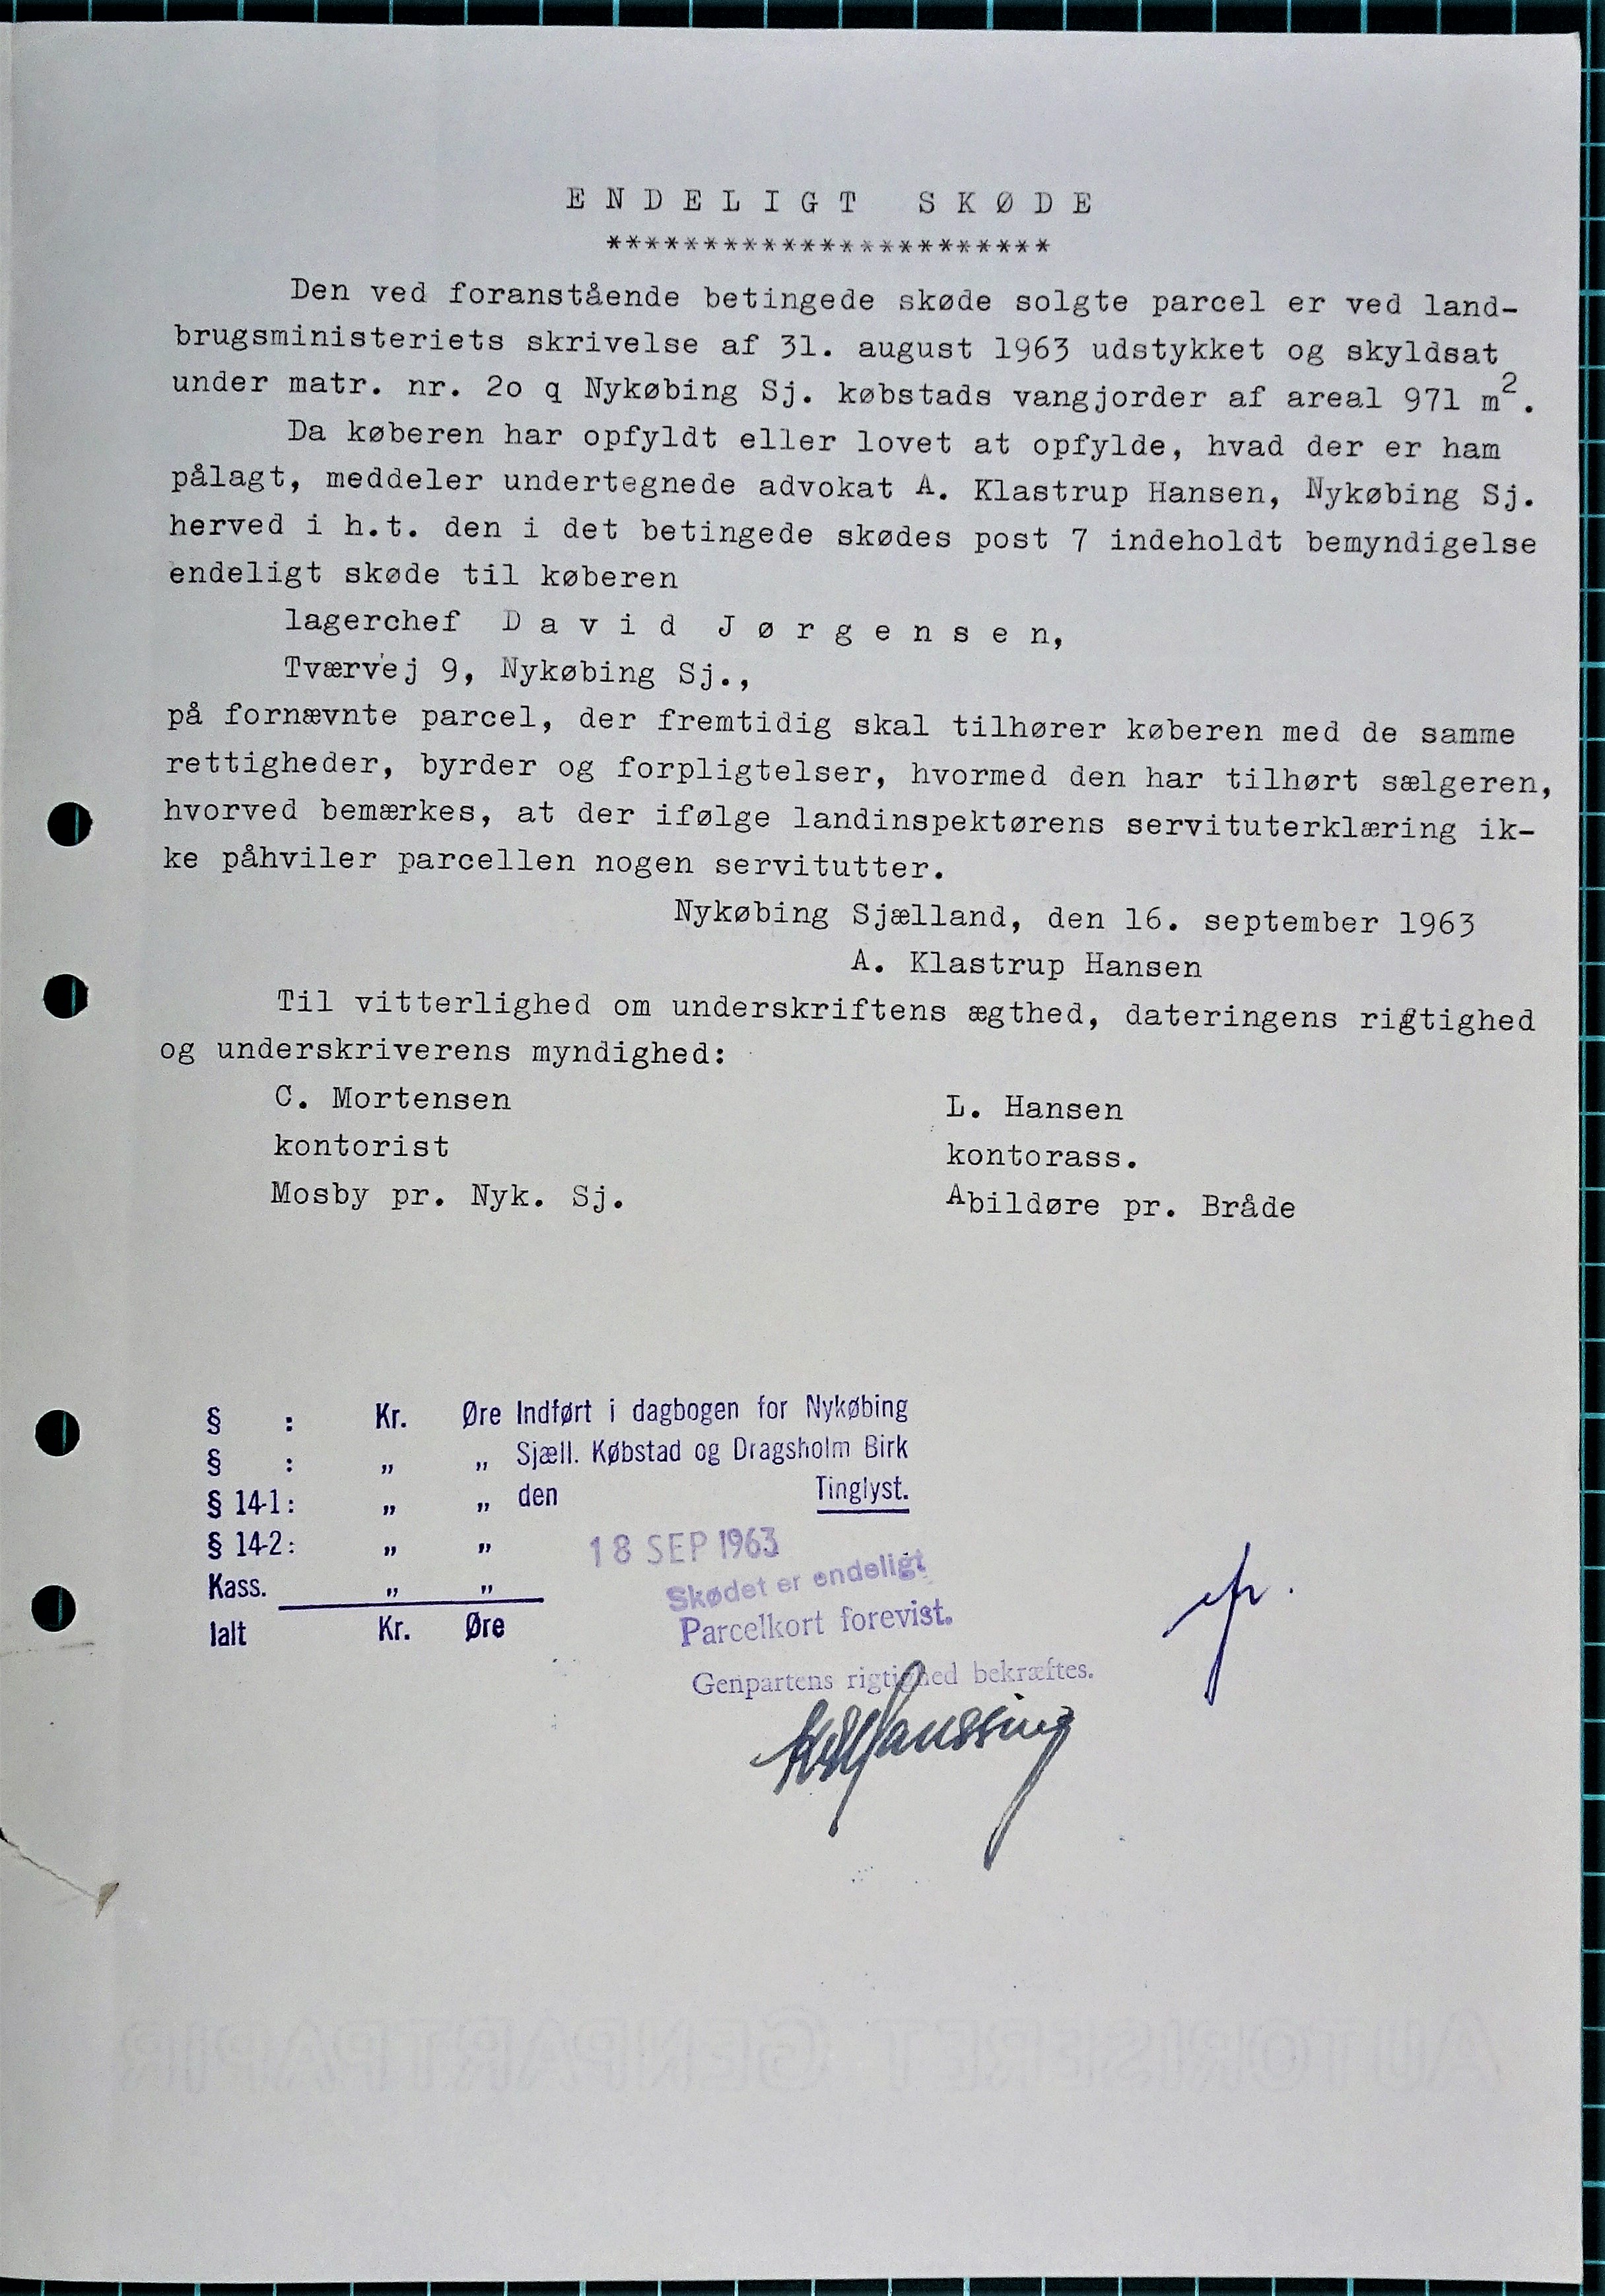 ENDELIGT SKØDE
***********************
Den ved foranstående betingede skøde solgte parcel er ved land-
brugsministeriets skrivelse af 31. august 1963 udstykket og skyldsat
under matr. nr. 2o q Nykøbing Sj. købstads vangjorder af areal 971 m².
Da køberen har opfyldt eller lovet at opfylde, hvad der er ham
pålagt, meddeler undertegnede advokat A. Klastrup Hansen, Nykøbing Sj.
herved i h.t. den i det betingede skødes post 7 indeholdt bemyndigelse
endeligt skøde til køberen
lagerchef David Jørgensen,
Tværvej 9, Nykøbing Sj.,
på fornævnte parcel, der fremtidig skal tilhører køberen med de samme
rettigheder, byrder og forpligtelser, hvormed den har tilhørt sælgeren,
hvorved bemærkes, at der ifølge landinspektørens servituterklæring ik-
ke påhviler parcellen nogen servitutter.
Nykøbing Sjælland, den 16. september 1963
A. Klastrup Hansen
Til vitterlighed om underskriftens ægthed, dateringens rigtighed
og underskriverens myndighed:
C. Mortensen L. Hansen
kontorist kontorass.
Mosby pr. Nyk. Sj. Abildøre pr. Bråde
§ : Kr. Øre Indført i dagbogen for Nykøbing
§ : „ „ Sjæll. Købstad og Dragsholm Birk
§ 14-1: „ „ den Tinglyst.
§ 14-2: „ „ 18 SEP 1963
Kass. „ „ Skødet er endeligt
Ialt Kr. Øre Parcelkort forevist.
Genpartens rigtighed bekræftes.
AUTORISERET GENPARTPAPIR